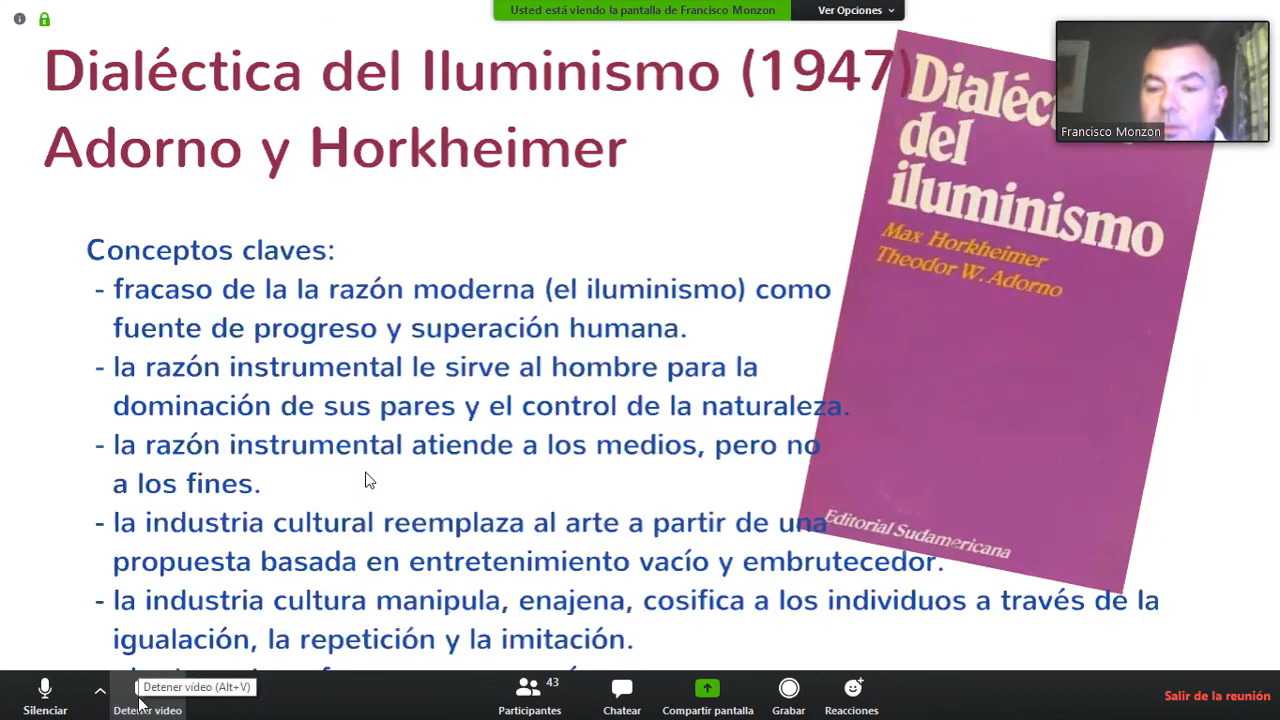 Usted está viendo la pantalla de Francisco Monzon
Ver Opciones
Dialéctica del Iluminismo (1947)
Adorno y Horkheimer
Francisco Monzon
del
iluminismo
Max Horkheimer
Theodor W. Adorno
Editorial Sudamericana
Conceptos claves:
- fracaso de la la razón moderna (el iluminismo) como
fuente de progreso y superación humana.
- la razón instrumental le sirve al hombre para la
dominación de sus pares y el control de la naturaleza.
- la razón instrumental atiende a los medios, pero no
a los fines.
- la industria cultural reemplaza al arte a partir de una
propuesta basada en entretenimiento vacío y embrutecedor.
- la industria cultura manipula, enajena, cosifica a los individuos a través de la
igualación, la repetición y la imitación.
Detener vídeo (Alt+V)
43
Silenciar
Detener video
Participantes
Chatear
Compartir pantalla
Grabar
Reacciones
Salir de la reunión